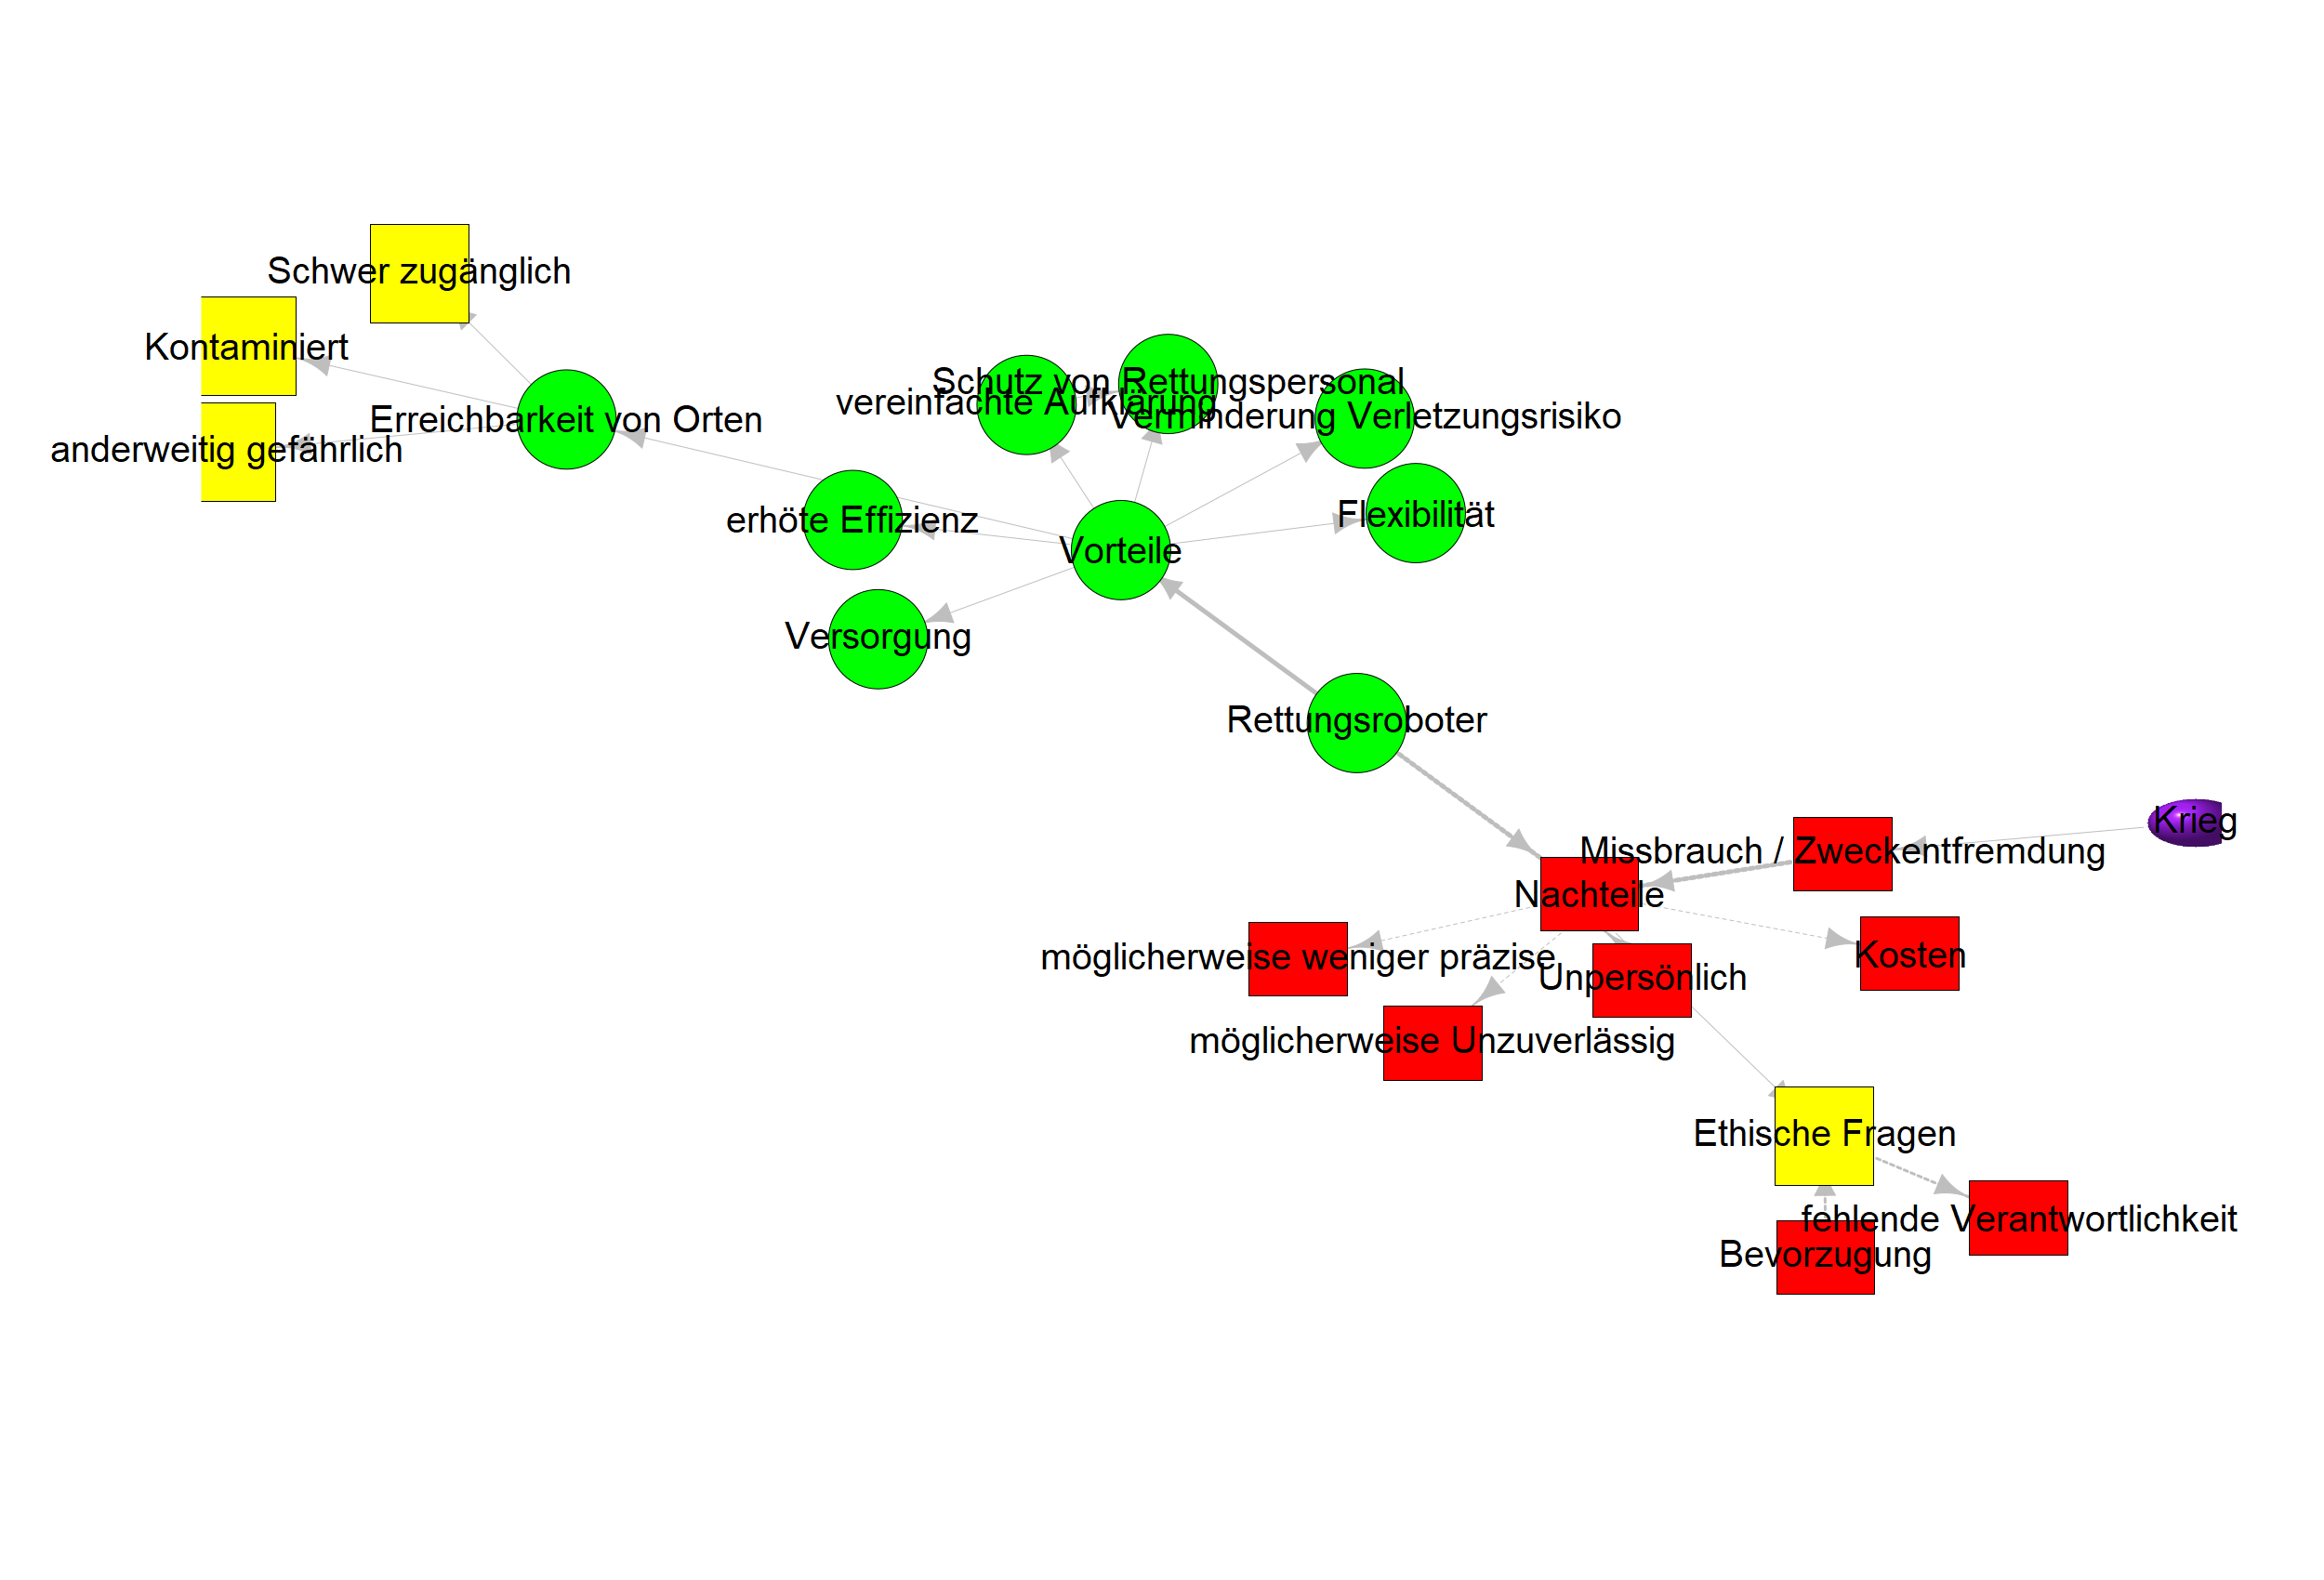 Schwer zugänglich
Kontaminiert
Schutz von Rettungspersonal
vereinfachte Aufklärung
Verminderung Verletzungsrisiko
Erreichbarkeit von Orten
anderweitig gefährlich
Flexibilität
erhöte Effizienz
Vorteile
Versorgung
Rettungsroboter
Krieg
Missbrauch / Zweckentfremdung
Nachteile
Kosten
möglicherweise weniger präzise
Unpersönlich
möglicherweise Unzuverlässig
Ethische Fragen
fehlende Verantwortlichkeit
Bevorzugung